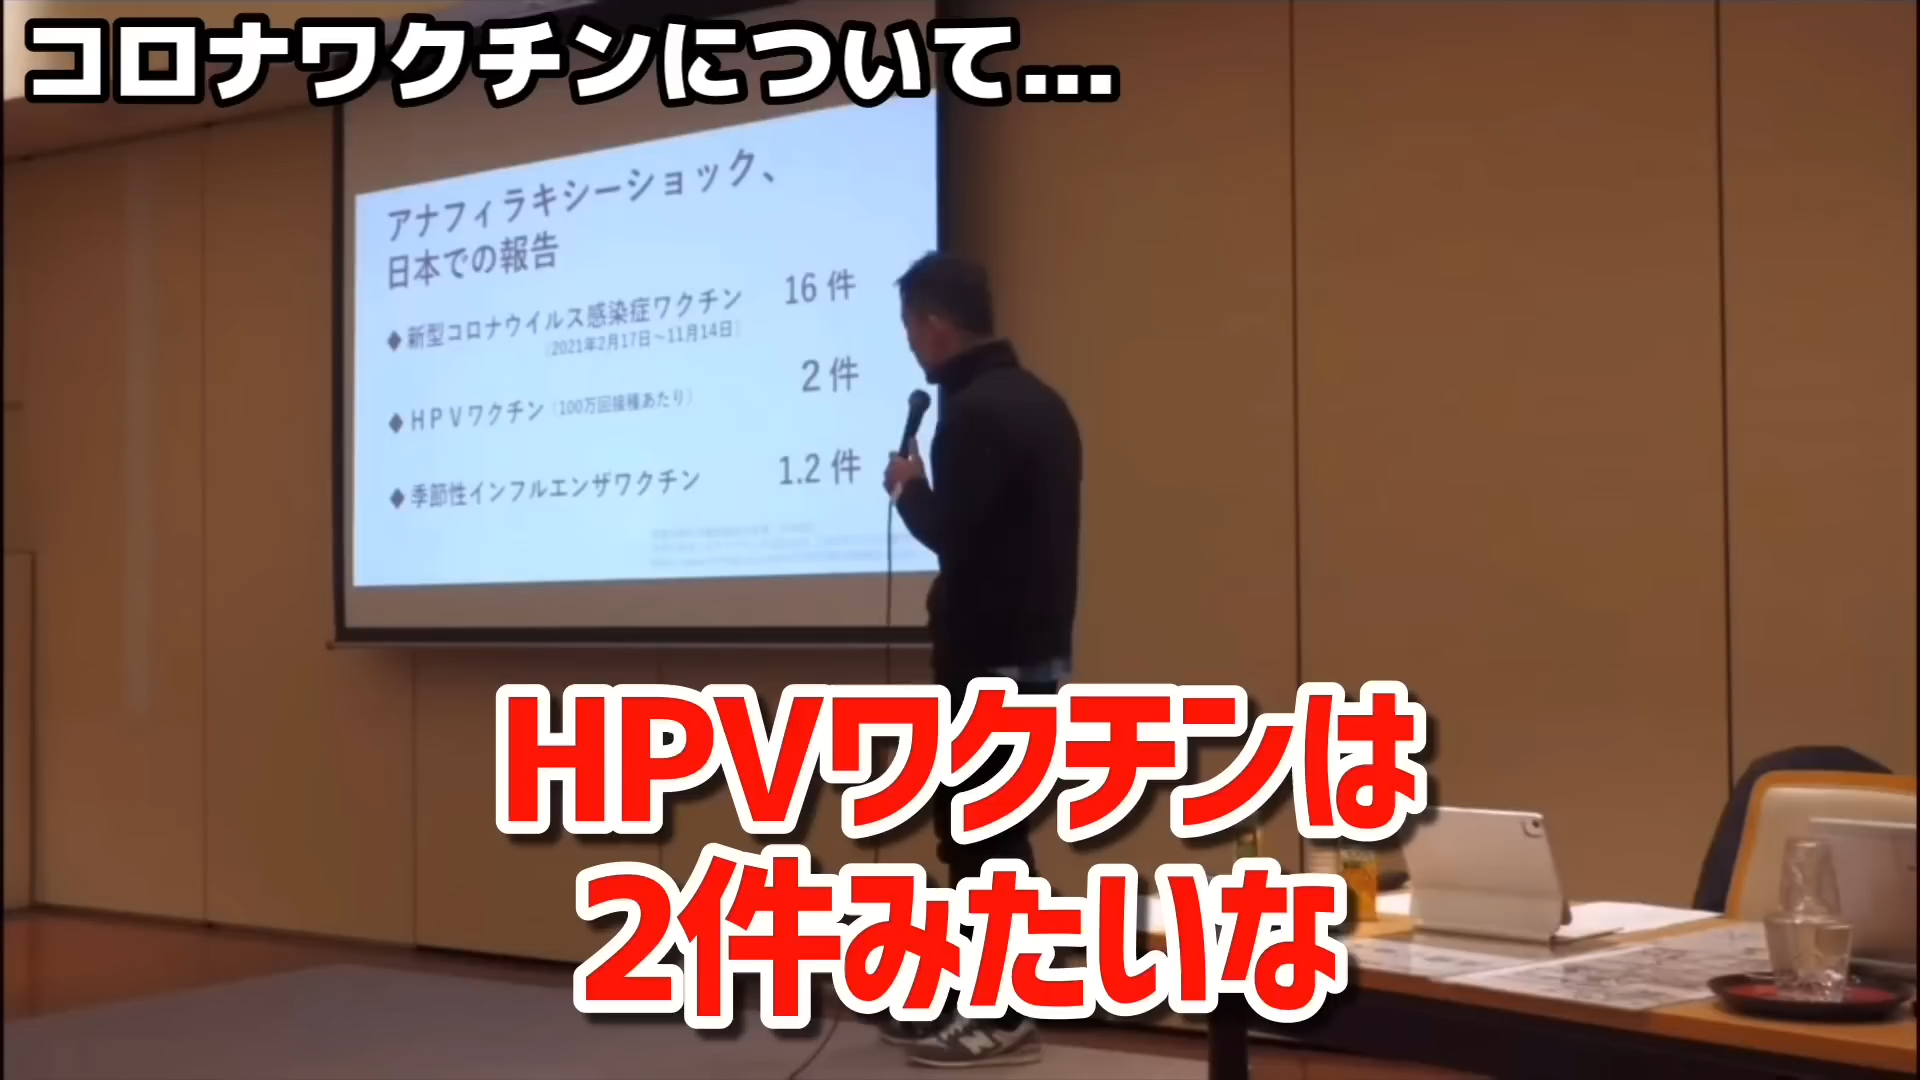 コロナワクチンについて...
アナフィラキシーショック、
日本での報告
◆新型コロナウイルス感染症ワクチン 16件
(2021年2月17日～11月14日)
◆HPVワクチン(100万回接種あたり) 2件
◆季節性インフルエンザワクチン 1.2件
HPVワクチンは
2件みたいな